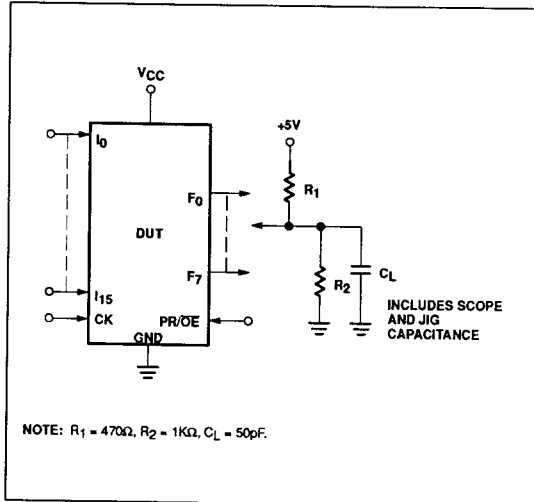 VCC
+5V
I0
R1
F0
DUT
F7
R2
CL
I15
CK
PR/OE
GND
INCLUDES SCOPE
AND JIG
CAPACITANCE
NOTE: R1 = 470Ω, R2 = 1KΩ, CL = 50pF.